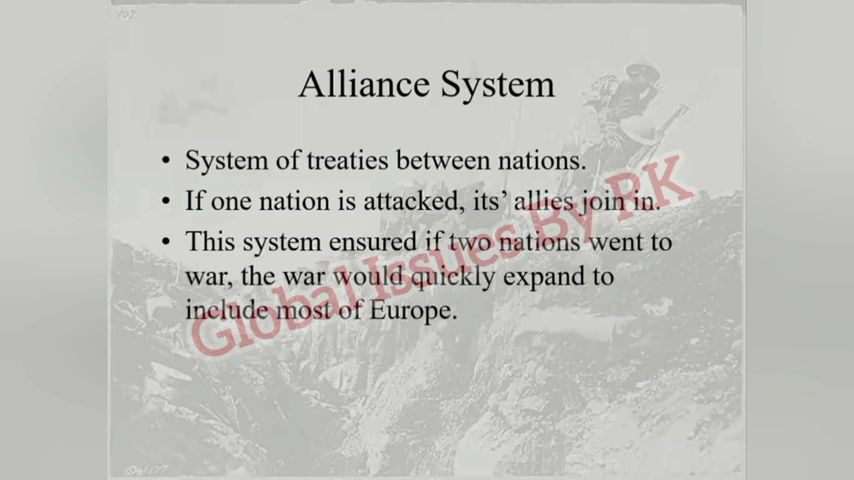 107
Alliance System
• System of treaties between nations.
• If one nation is attacked, its’ allies join in.
• This system ensured if two nations went to
war, the war would quickly expand to
include most of Europe.
Global Issues By RK